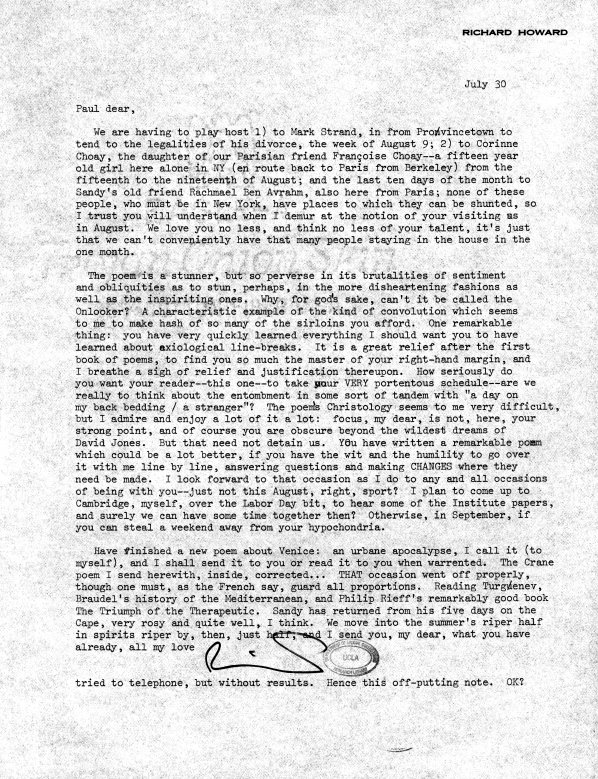 RICHARD HOWARD
July 30
Paul dear,
We are having to play host 1) to Mark Strand, in from Provincetown to
tend to the legalities of his divorce, the week of August 9; 2) to Corinne
Choay, the daughter of our Parisian friend Françoise Choay--a fifteen year
old girl here alone in NY (en route back to Paris from Berkeley) from the
fifteenth to the nineteenth of August; and the last ten days of the month to
Sandy's old friend Rachmael Ben Avrahm, also here from Paris; none of these
people, who must be in New York, have places to which they can be shunted, so
I trust you will understand when I demur at the notion of your visiting us
in August. We love you no less, and think no less of your talent, it's just
that we can't conveniently have that many people staying in the house in the
one month.
The poem is a stunner, but so perverse in its brutalities of sentiment
and obliquities as to stun, perhaps, in the more disheartening fashions as
well as the inspiriting ones. Why, for god's sake, can't it be called the
Onlooker? A characteristic example of the kind of convolution which seems
to me to make hash of so many of the sirloins you afford. One remarkable
thing: you have very quickly learned everything I should want you to have
learned about axiological line-breaks. It is a great relief after the first
book of poems, to find you so much the master of your right-hand margin, and
I breathe a sigh of relief and justification thereupon. How seriously do
you want your reader--this one--to take your VERY portentous schedule--are we
really to think about the entombment in some sort of tandem with "a day on
my back bedding / a stranger"? The poem's Christology seems to me very difficult,
but I admire and enjoy a lot of it a lot: focus, my dear, is not, here, your
strong point, and of course you are obscure beyond the wildest dreams of
David Jones. But that need not detain us. You have written a remarkable poem
which could be a lot better, if you have the wit and the humility to go over
it with me line by line, answering questions and making CHANGES where they
need be made. I look forward to that occasion as I do to any and all occasions
of being with you--just not this August, right, sport? I plan to come up to
Cambridge, myself, over the Labor Day bit, to hear some of the Institute papers,
and surely we can have some time together then? Otherwise, in September, if
you can steal a weekend away from your hypochondria.
Have finished a new poem about Venice: an urbane apocalypse, I call it (to
myself), and I shall send it to you or read it to you when warrented. The Crane
poem I send herewith, inside, corrected... THAT occasion went off properly,
though one must, as the French say, guard all proportions. Reading Turgenev,
Braudel's history of the Mediterranean, and Philip Rieff's remarkably good book
The Triumph of the Therapeutic. Sandy has returned from his five days on the
Cape, very rosy and quite well, I think. We move into the summer's riper half
in spirits riper by, then, just half; and I send you, my dear, what you have
already, all my love
UCLA
tried to telephone, but without results. Hence this off-putting note. OK?